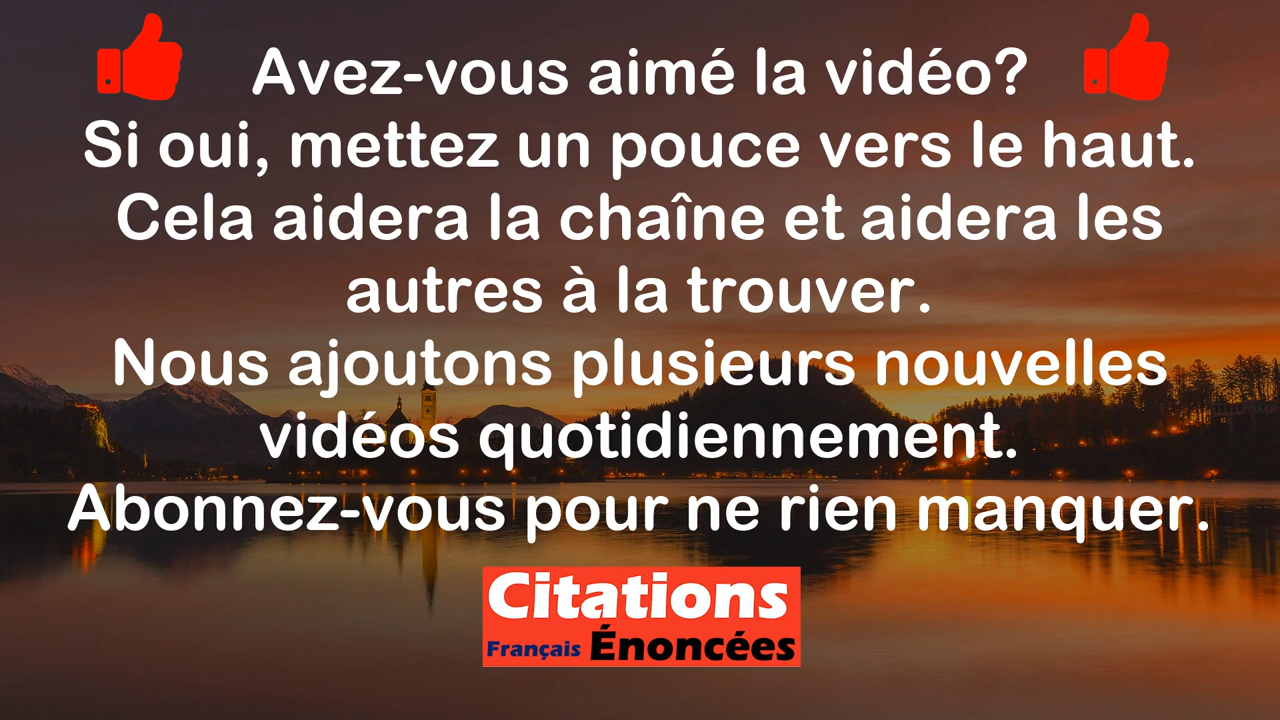 Avez-vous aimé la vidéo?
Si oui, mettez un pouce vers le haut.
Cela aidera la chaîne et aidera les
autres à la trouver.
Nous ajoutons plusieurs nouvelles
vidéos quotidiennement.
Abonnez-vous pour ne rien manquer.
Citations
Français Énoncées